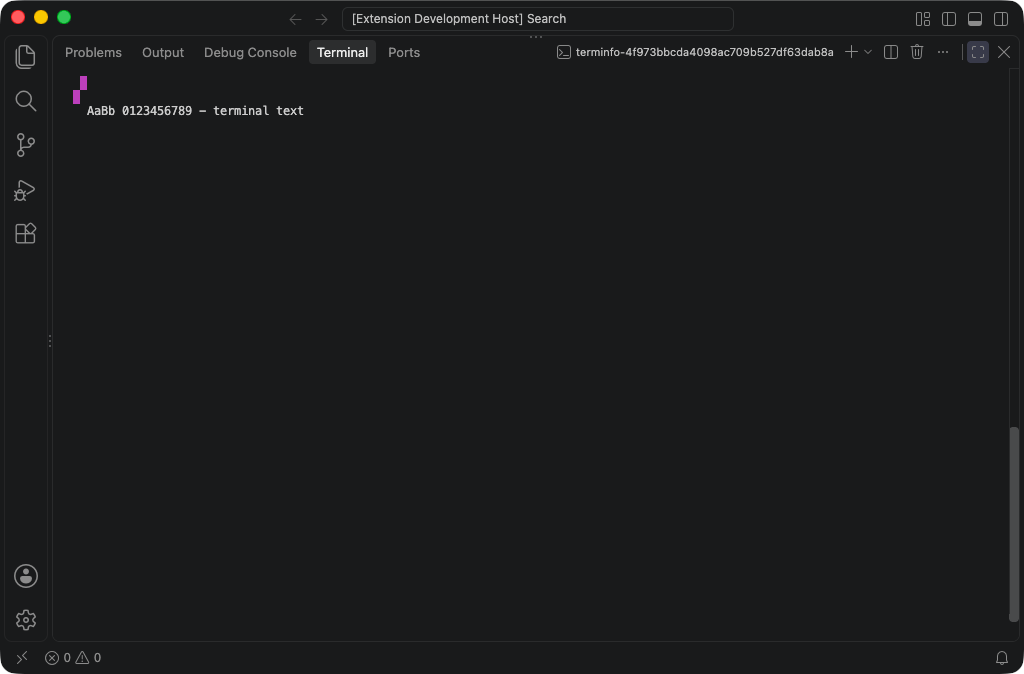 [Extension Development Host] Search
Problems Output Debug Console Terminal Ports
terminfo-4f973bbcda4098ac709b527df63dab8a
AaBb 0123456789 — terminal text
0 0